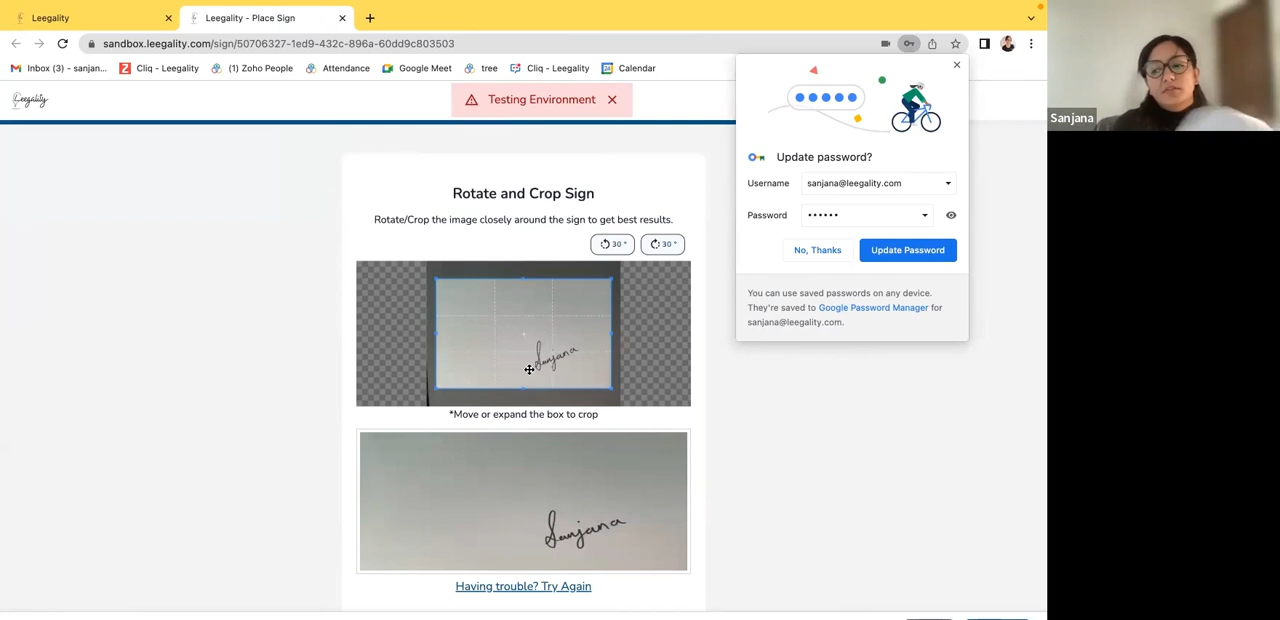 Leegality
Leegality - Place Sign
sandbox.leegality.com/sign/50706327-1ed9-432c-896a-60dd9c803503
Inbox (3) - sanjan... Cliq - Leegality (1) Zoho People Attendance Google Meet Free Cliq - Leegality Calendar
Leegality
Testing Environment
Rotate and Crop Sign
Rotate/Crop the image closely around the sign to get best results.
30 °
30 °
Sanjana
*Move or expand the box to crop
Sanjana
Having trouble? Try Again
Update password?
Username sanjana@leegality.com
Password ••••••
No, Thanks
Update Password
You can use saved passwords on any device.
They're saved to Google Password Manager for
sanjana@leegality.com.
Sanjana